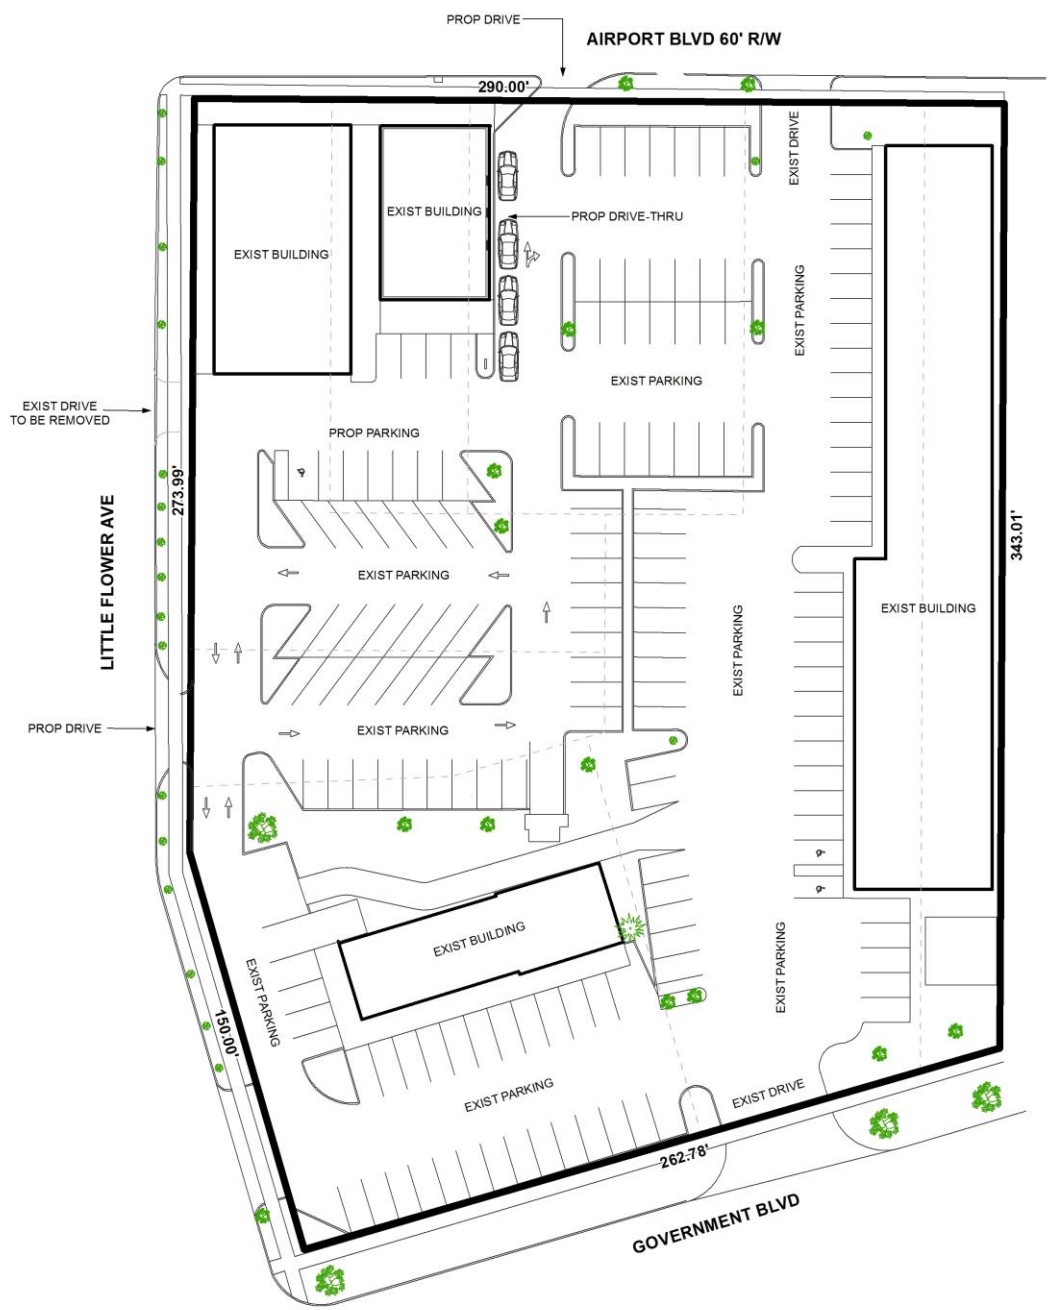 PROP DRIVE
AIRPORT BLVD 60' R/W
290.00'
EXIST DRIVE
EXIST BUILDING
PROP DRIVE-THRU
EXIST BUILDING
EXIST PARKING
EXIST PARKING
EXIST DRIVE
TO BE REMOVED
PROP PARKING
273.99'
LITTLE FLOWER AVE
343.01'
EXIST PARKING
EXIST BUILDING
EXIST PARKING
PROP DRIVE
EXIST PARKING
EXIST BUILDING
EXIST PARKING
EXIST PARKING
150.00'
EXIST PARKING
EXIST DRIVE
262.78'
GOVERNMENT BLVD